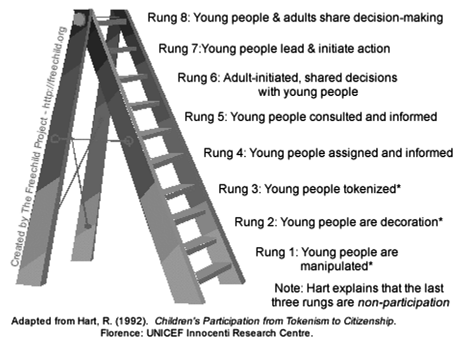 Rung 8: Young people & adults share decision-making
Rung 7:Young people lead & initiate action
Rung 6: Adult-initiated, shared decisions
with young people
Rung 5: Young people consulted and informed
Rung 4: Young people assigned and informed
Rung 3: Young people tokenized*
Rung 2: Young people are decoration*
Rung 1: Young people are
manipulated*
Note: Hart explains that the last
three rungs are non-participation
Created by The Freechild Project - http://freechild.org
Adapted from Hart, R. (1992). Children's Participation from Tokenism to Citizenship.
Florence: UNICEF Innocenti Research Centre.